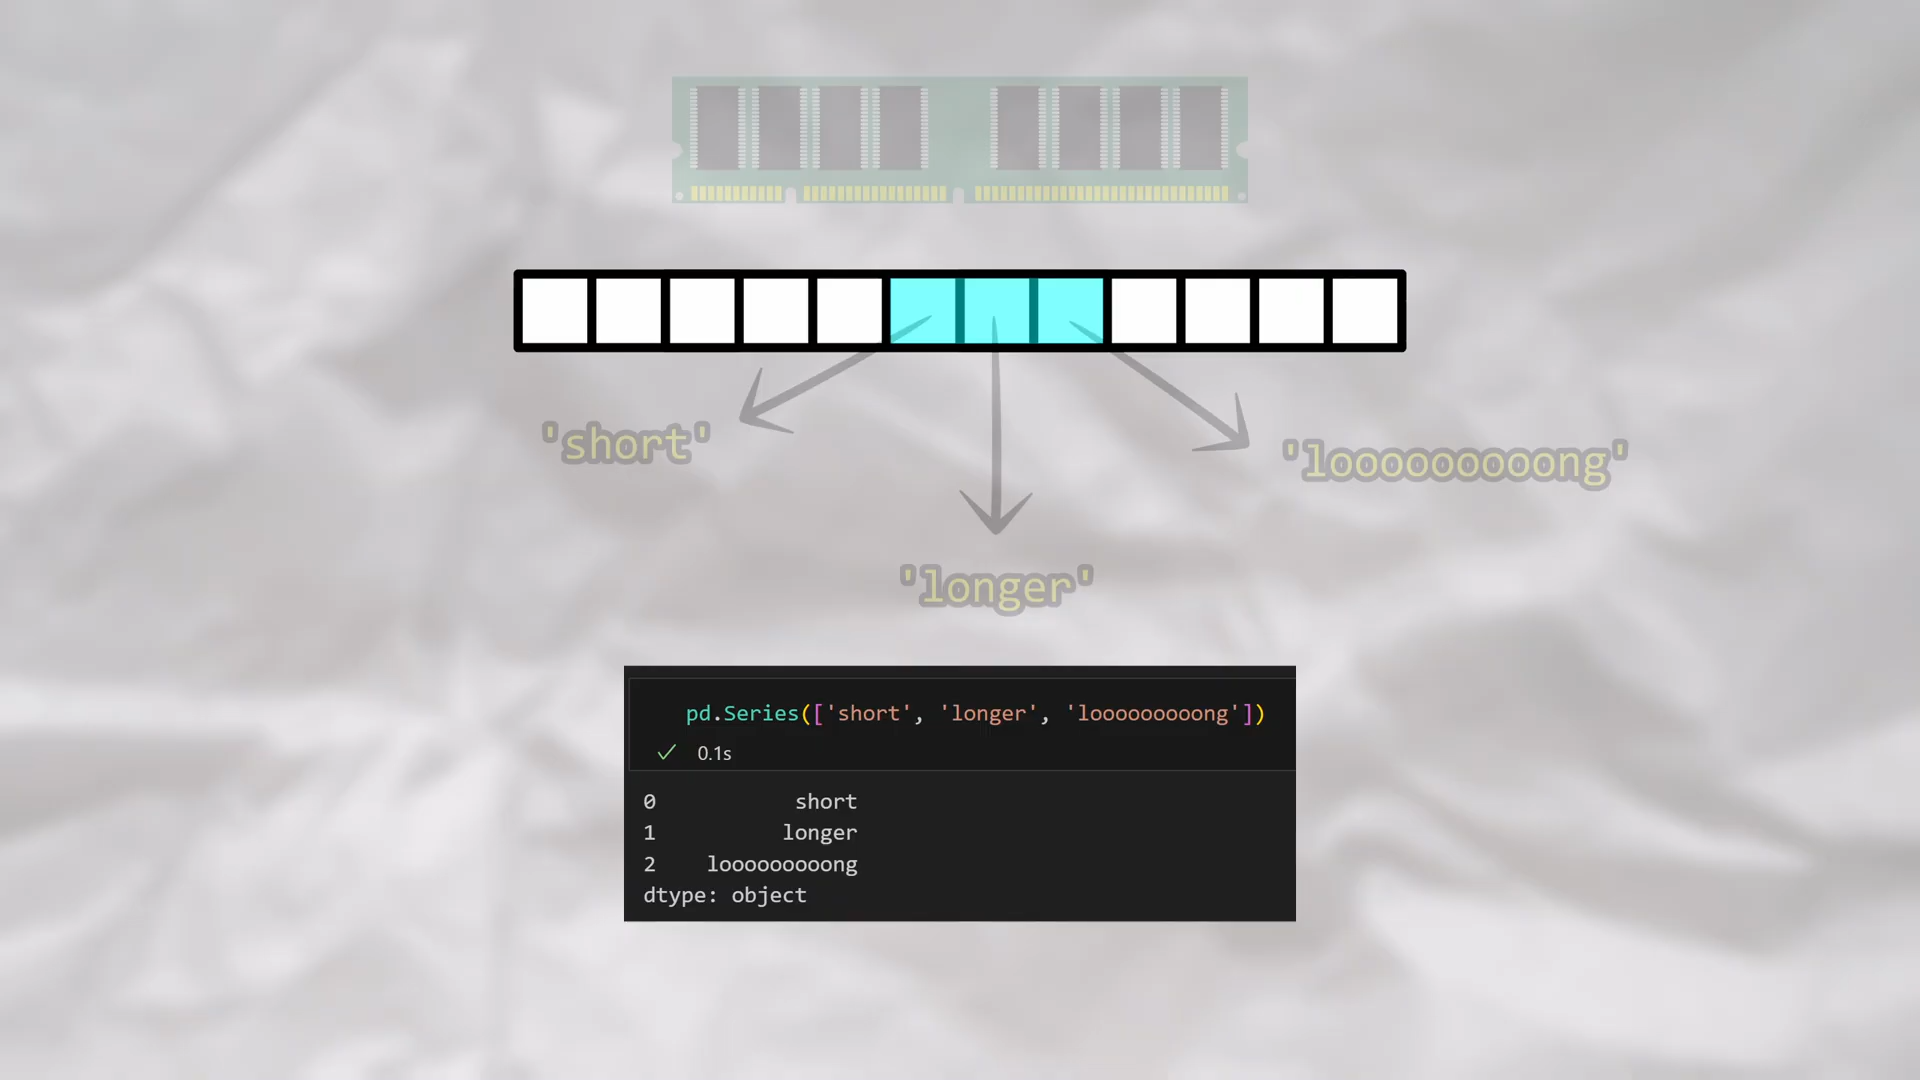 'short'
'looooooooong'
'longer'
pd.Series(['short', 'longer', 'looooooooong'])
✓ 0.1s
0 short
1 longer
2 looooooooong
dtype: object